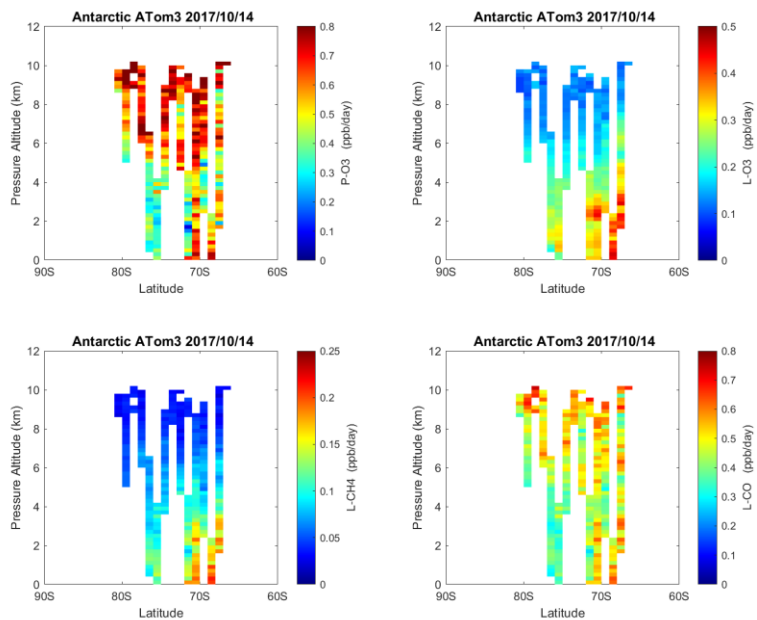 Antarctic ATom3 2017/10/14
12
10
8
6
4
2
0
90S 80S 70S 60S
Pressure Altitude (km)
Latitude
0.8
0.7
0.6
0.5
0.4
0.3
0.2
0.1
0
P-O3 (ppb/day)
Antarctic ATom3 2017/10/14
12
10
8
6
4
2
0
90S 80S 70S 60S
Pressure Altitude (km)
Latitude
0.5
0.4
0.3
0.2
0.1
0
L-O3 (ppb/day)
Antarctic ATom3 2017/10/14
12
10
8
6
4
2
0
90S 80S 70S 60S
Pressure Altitude (km)
Latitude
0.25
0.2
0.15
0.1
0.05
0
L-CH4 (ppb/day)
Antarctic ATom3 2017/10/14
12
10
8
6
4
2
0
90S 80S 70S 60S
Pressure Altitude (km)
Latitude
0.8
0.7
0.6
0.5
0.4
0.3
0.2
0.1
0
L-CO (ppb/day)